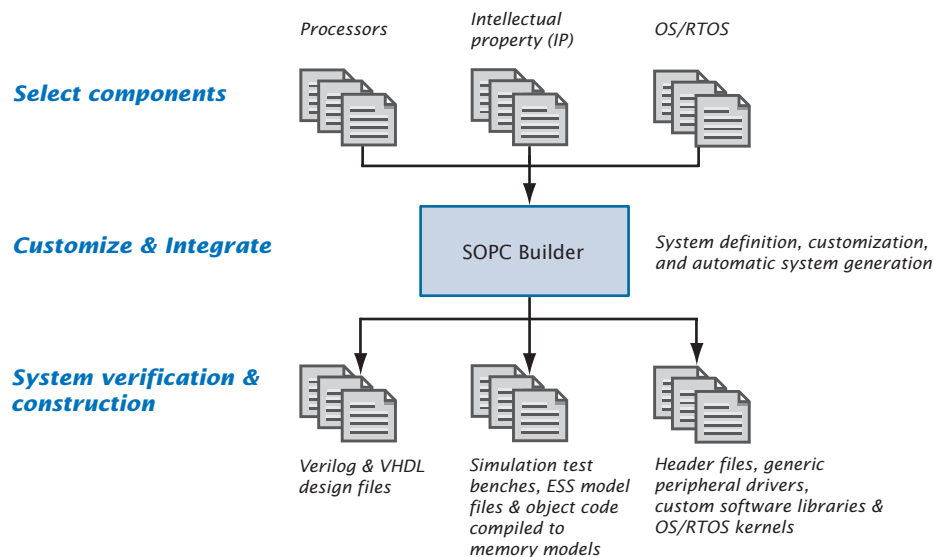 Processors
Intellectual
property (IP)
OS/RTOS
Select components
Customize & Integrate
SOPC Builder
System definition, customization,
and automatic system generation
System verification &
construction
Verilog & VHDL
design files
Simulation test
benches, ESS model
files & object code
compiled to
memory models
Header files, generic
peripheral drivers,
custom software libraries &
OS/RTOS kernels